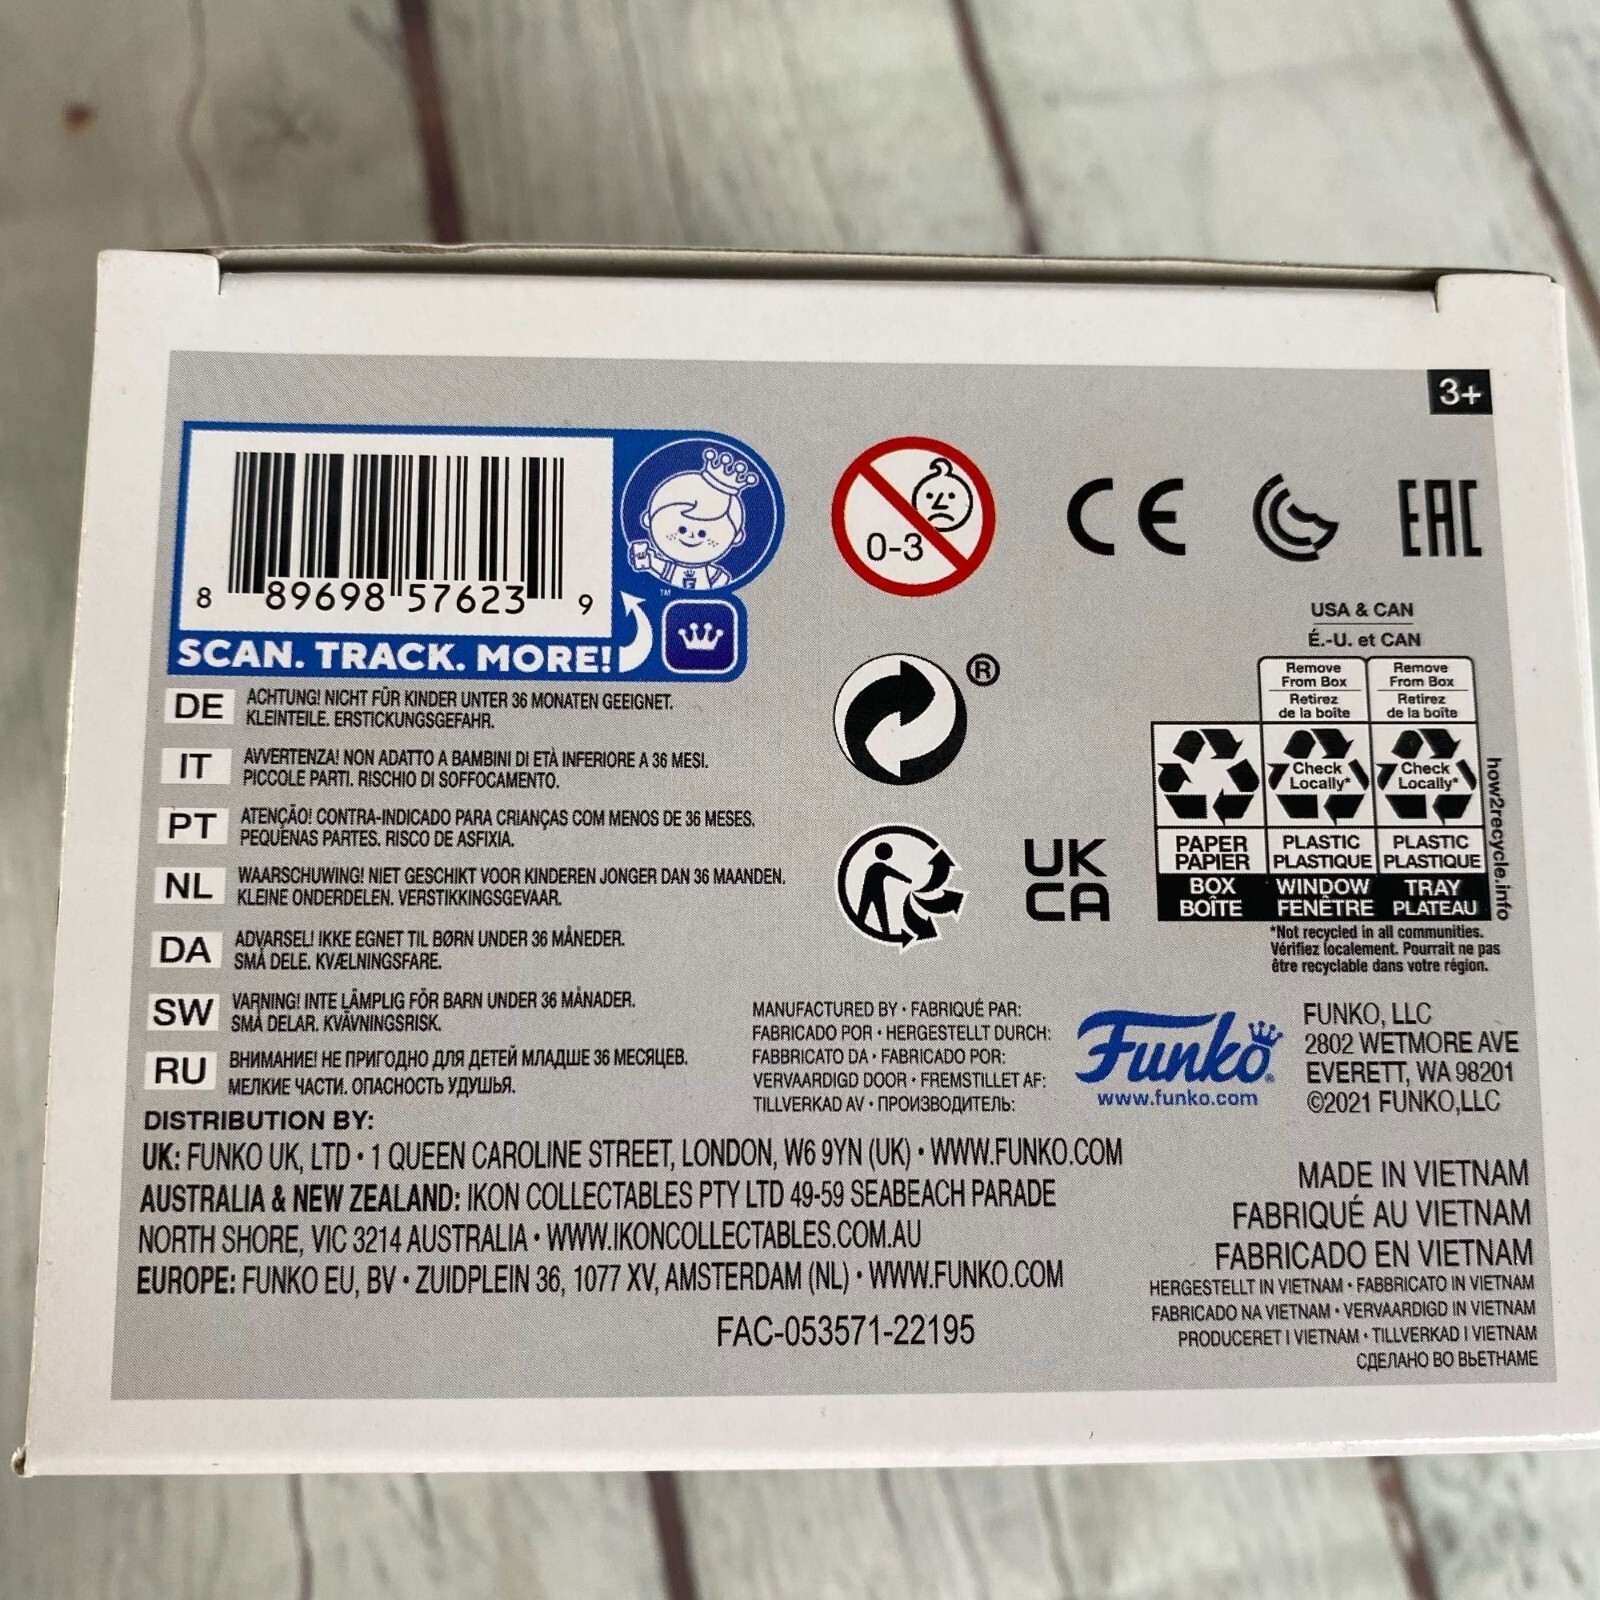 3+
8 89698 57623 9
SCAN. TRACK. MORE!
™
DE
ACHTUNG! NICHT FÜR KINDER UNTER 36 MONATEN GEEIGNET.
KLEINTEILE. ERSTICKUNGSGEFAHR.
IT
AVVERTENZA! NON ADATTO A BAMBINI DI ETÀ INFERIORE A 36 MESI.
PICCOLE PARTI. RISCHIO DI SOFFOCAMENTO.
PT
ATENÇÃO! CONTRA-INDICADO PARA CRIANÇAS COM MENOS DE 36 MESES.
PEQUENAS PARTES. RISCO DE ASFIXIA.
NL
WAARSCHUWING! NIET GESCHIKT VOOR KINDEREN JONGER DAN 36 MAANDEN.
KLEINE ONDERDELEN. VERSTIKKINGSGEVAAR.
DA
ADVARSEL! IKKE EGNET TIL BØRN UNDER 36 MÅNEDER.
SMÅ DELE. KVÆLNINGSFARE.
SW
VARNING! INTE LÄMPLIG FÖR BARN UNDER 36 MÅNADER.
SMÅ DELAR. KVÄVNINGSRISK.
RU
ВНИМАНИЕ! НЕ ПРИГОДНО ДЛЯ ДЕТЕЙ МЛАДШЕ 36 МЕСЯЦЕВ.
МЕЛКИЕ ЧАСТИ. ОПАСНОСТЬ УДУШЬЯ.
0-3
CE
EAC
®
UK
CA
USA & CAN
É.-U. et CAN
Remove
From Box
Retirez
de la boîte
Remove
From Box
Retirez
de la boîte
Check
Locally*
Check
Locally*
PAPER
PAPIER
PLASTIC
PLASTIQUE
PLASTIC
PLASTIQUE
BOX
BOÎTE
WINDOW
FENÊTRE
TRAY
PLATEAU
how2recycle.info
*Not recycled in all communities.
Vérifiez localement. Pourrait ne pas
être recyclable dans votre région.
MANUFACTURED BY • FABRIQUÉ PAR:
FABRICADO POR • HERGESTELLT DURCH:
FABBRICATO DA • FABRICADO POR:
VERVAARDIGD DOOR • FREMSTILLET AF:
TILLVERKAD AV • ПРОИЗВОДИТЕЛЬ:
Funko®
www.funko.com
FUNKO, LLC
2802 WETMORE AVE
EVERETT, WA 98201
©2021 FUNKO,LLC
DISTRIBUTION BY:
UK: FUNKO UK, LTD • 1 QUEEN CAROLINE STREET, LONDON, W6 9YN (UK) • WWW.FUNKO.COM
AUSTRALIA & NEW ZEALAND: IKON COLLECTABLES PTY LTD 49-59 SEABEACH PARADE
NORTH SHORE, VIC 3214 AUSTRALIA • WWW.IKONCOLLECTABLES.COM.AU
EUROPE: FUNKO EU, BV • ZUIDPLEIN 36, 1077 XV, AMSTERDAM (NL) • WWW.FUNKO.COM
FAC-053571-22195
MADE IN VIETNAM
FABRIQUÉ AU VIETNAM
FABRICADO EN VIETNAM
HERGESTELLT IN VIETNAM • FABBRICATO IN VIETNAM
FABRICADO NA VIETNAM • VERVAARDIGD IN VIETNAM
PRODUCERET I VIETNAM • TILLVERKAD I VIETNAM
СДЕЛАНО ВО ВЬЕТНАМЕ